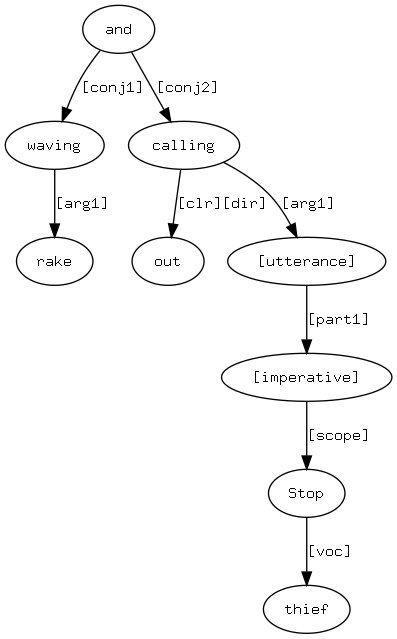 and
[conj1] [conj2]
waving calling
[arg1] [clr][dir] [arg1]
rake out [utterance]
[part1]
[imperative]
[scope]
Stop
[voc]
thief